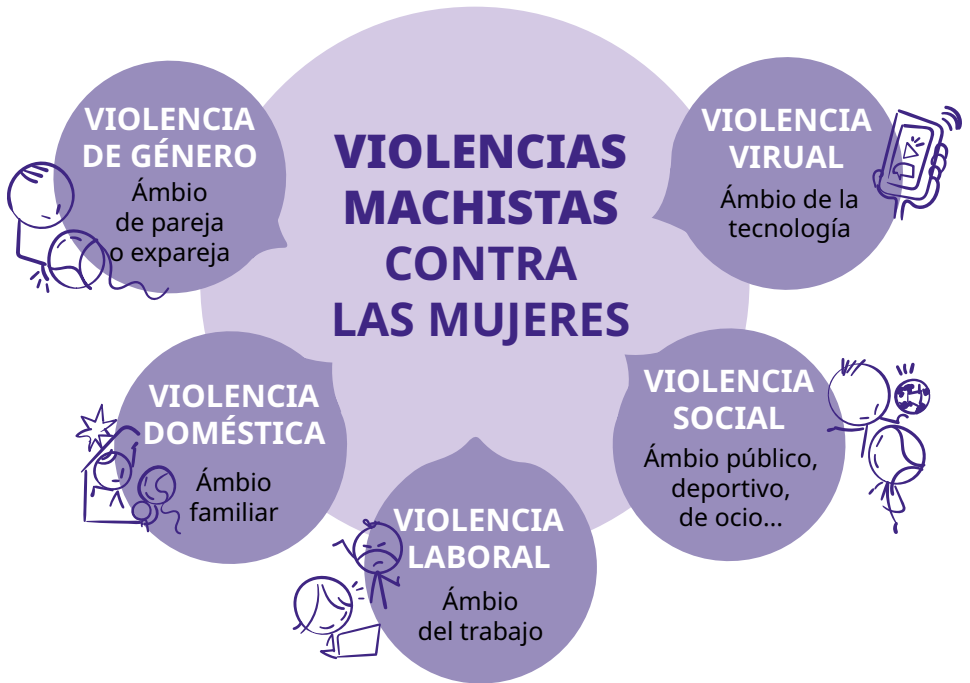 VIOLENCIAS
MACHISTAS
CONTRA
LAS MUJERES
VIOLENCIA
DE GÉNERO
Ámbio
de pareja
o expareja
VIOLENCIA
VIRUAL
Ámbio de la
tecnología
VIOLENCIA
DOMÉSTICA
Ámbio
familiar
VIOLENCIA
SOCIAL
Ámbio público,
deportivo,
de ocio...
VIOLENCIA
LABORAL
Ámbio
del trabajo